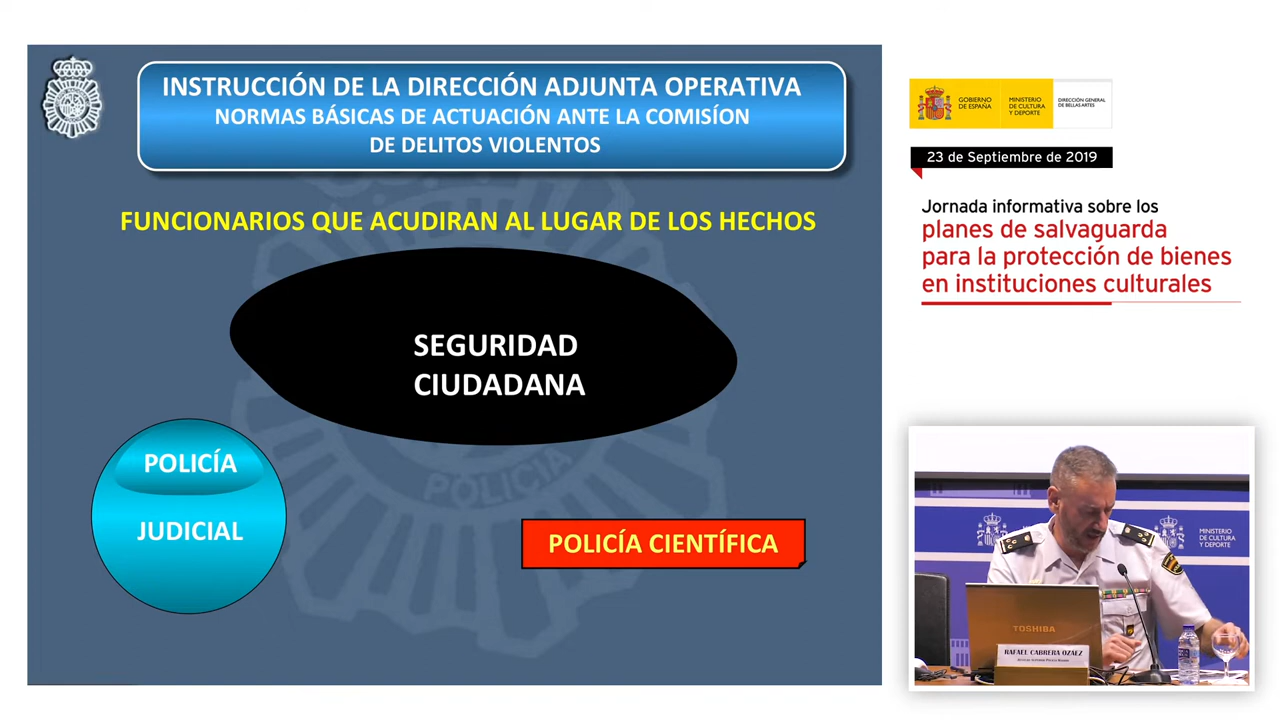 INSTRUCCIÓN DE LA DIRECCIÓN ADJUNTA OPERATIVA
NORMAS BÁSICAS DE ACTUACIÓN ANTE LA COMISÍON
DE DELITOS VIOLENTOS
FUNCIONARIOS QUE ACUDIRAN AL LUGAR DE LOS HECHOS
SEGURIDAD
CIUDADANA
POLICÍA
JUDICIAL
POLICÍA CIENTÍFICA
POLICIA
GOBIERNO
DE ESPAÑA
MINISTERIO
DE CULTURA
Y DEPORTE
DIRECCIÓN GENERAL
DE BELLAS ARTES
23 de Septiembre de 2019
Jornada informativa sobre los
planes de salvaguarda
para la protección de bienes
en instituciones culturales
MINISTERIO
DE CULTURA
Y DEPORTE
TOSHIBA
RAFAEL CABRERA OZAEZ